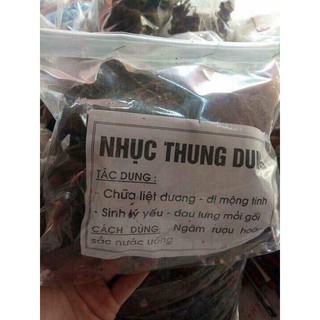 NHỤC THUNG DUN
TÁC DỤNG :
- Chữa liệt dương - di mộng tinh
- Sinh lý yếu - đau lưng mỏi gối
CÁCH DÙNG: Ngâm rượu hoặc
sắc nước uống